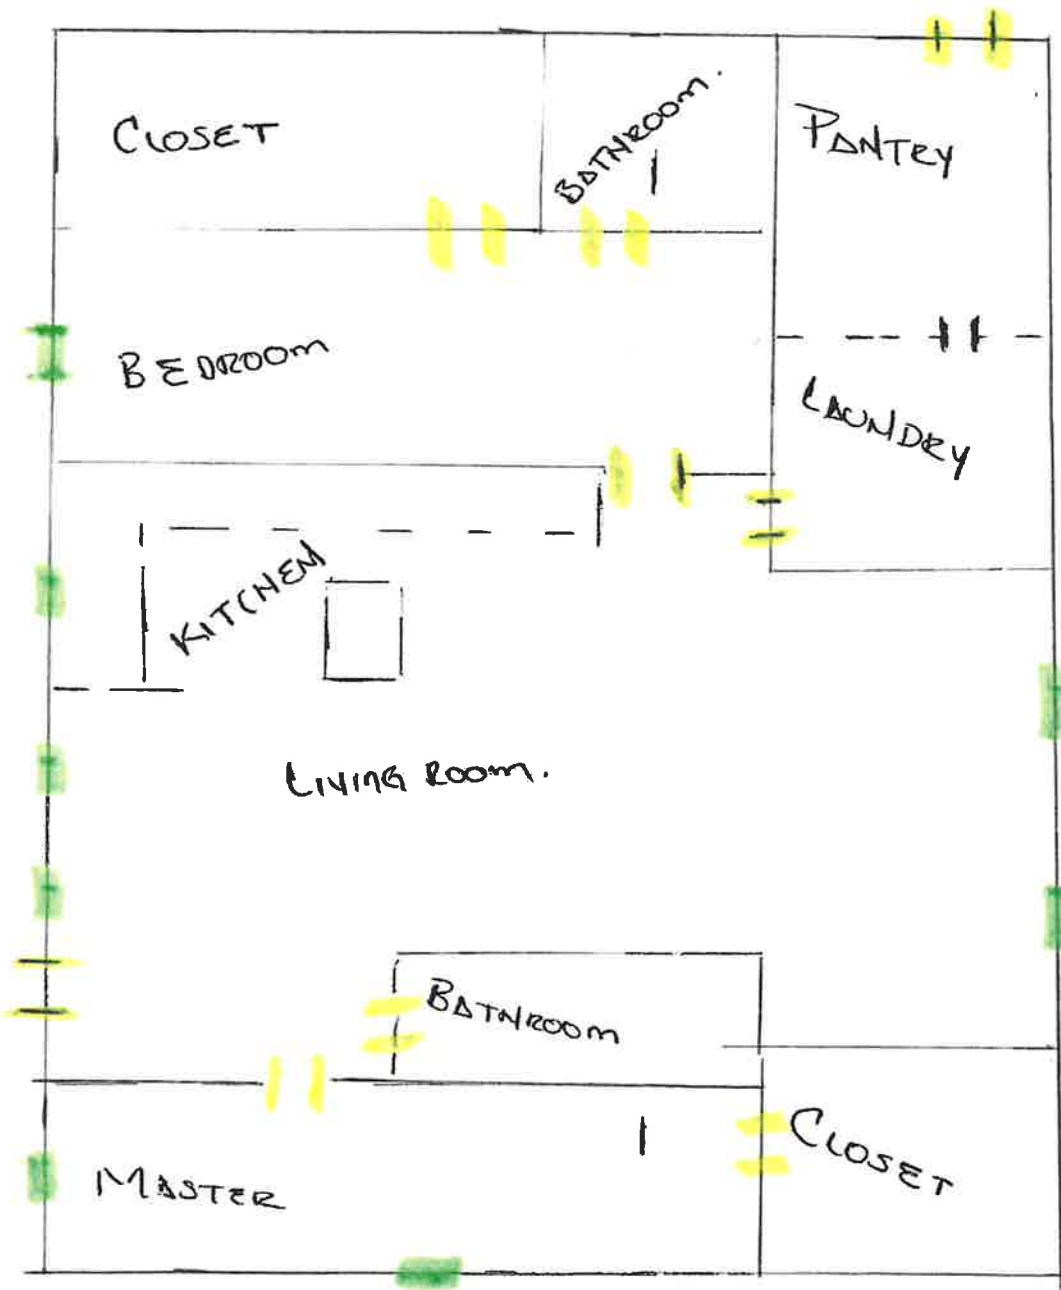 CLOSET
BATHROOM.
PANTRY
BEDROOM
LAUNDRY
KITCHEN
LIVING ROOM.
BATHROOM
MASTER
CLOSET